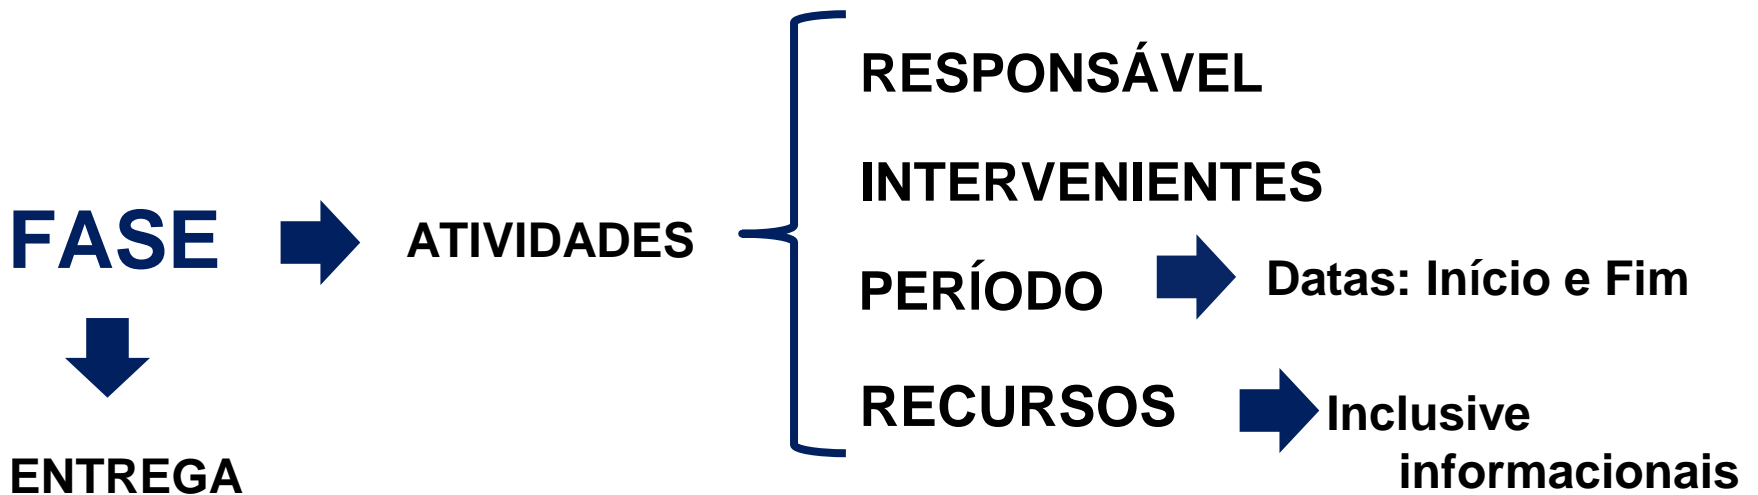 FASE
ENTREGA
ATIVIDADES
RESPONSÁVEL
INTERVENIENTES
PERÍODO
Datas: Início e Fim
RECURSOS
Inclusive
informacionais